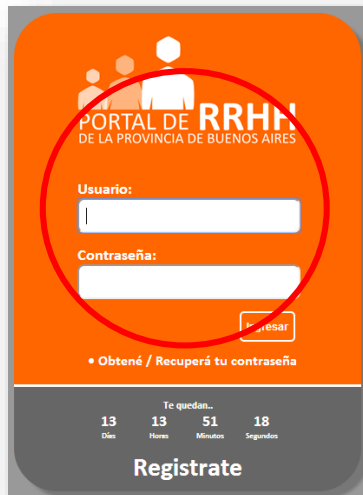 PORTAL DE RRHH
DE LA PROVINCIA DE BUENOS AIRES
Usuario:
Contraseña:
Ingresar
• Obtené / Recuperá tu contraseña
Te quedan..
13 13 51 18
Días Horas Minutos Segundos
Registrate